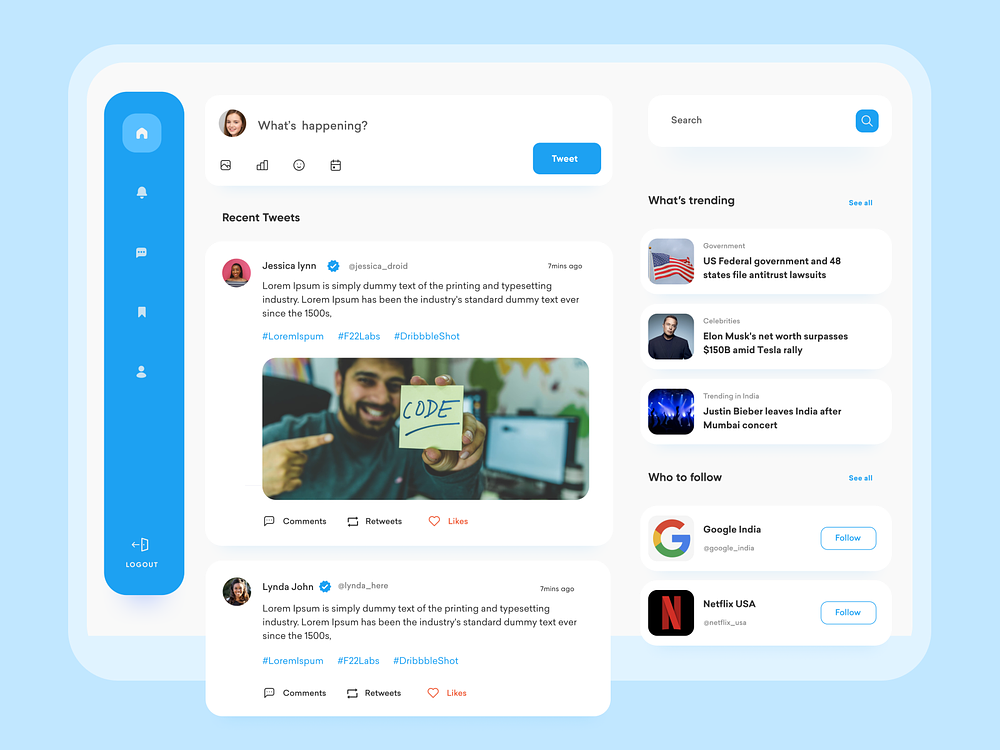 What's happening?
Tweet
Recent Tweets
Jessica lynn @jessica_droid 7mins ago
Lorem Ipsum is simply dummy text of the printing and typesetting
industry. Lorem Ipsum has been the industry's standard dummy text ever
since the 1500s,
#LoremIspum #F22Labs #DribbbleShot
CODE
Comments Retweets Likes
Lynda John @lynda_here 7mins ago
Lorem Ipsum is simply dummy text of the printing and typesetting
industry. Lorem Ipsum has been the industry's standard dummy text ever
since the 1500s,
#LoremIspum #F22Labs #DribbbleShot
Comments Retweets Likes
LOGOUT
Search
What's trending See all
Government
US Federal government and 48
states file antitrust lawsuits
Celebrities
Elon Musk's net worth surpasses
$150B amid Tesla rally
Trending in India
Justin Bieber leaves India after
Mumbai concert
Who to follow See all
Google India
@google_india
Follow
Netflix USA
@netflix_usa
Follow